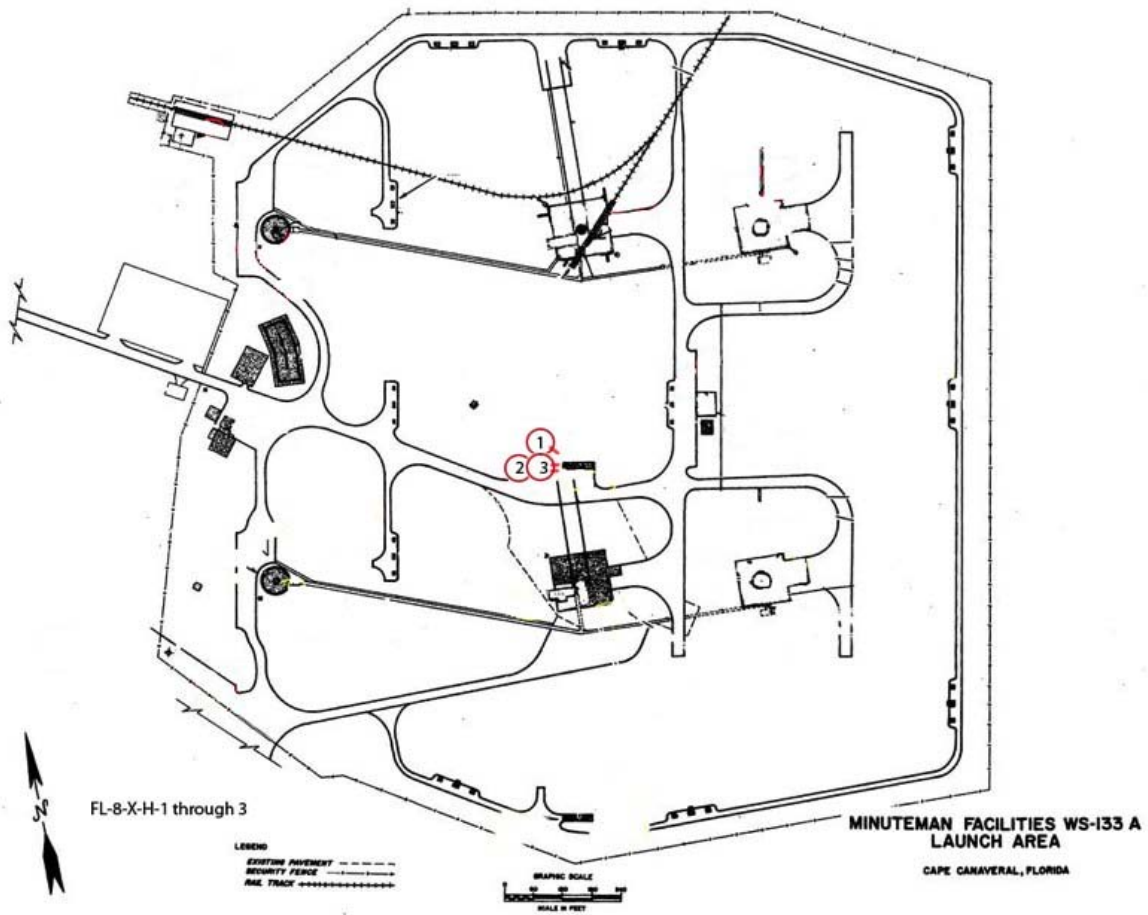 1
2 3
FL-8-X-H-1 through 3
LEGEND
EXISTING PAVEMENT
SECURITY FENCE
RAIL TRACK
GRAPHIC SCALE
SCALE IN FEET
MINUTEMAN FACILITIES WS-133 A
LAUNCH AREA
CAPE CANAVERAL, FLORIDA
N